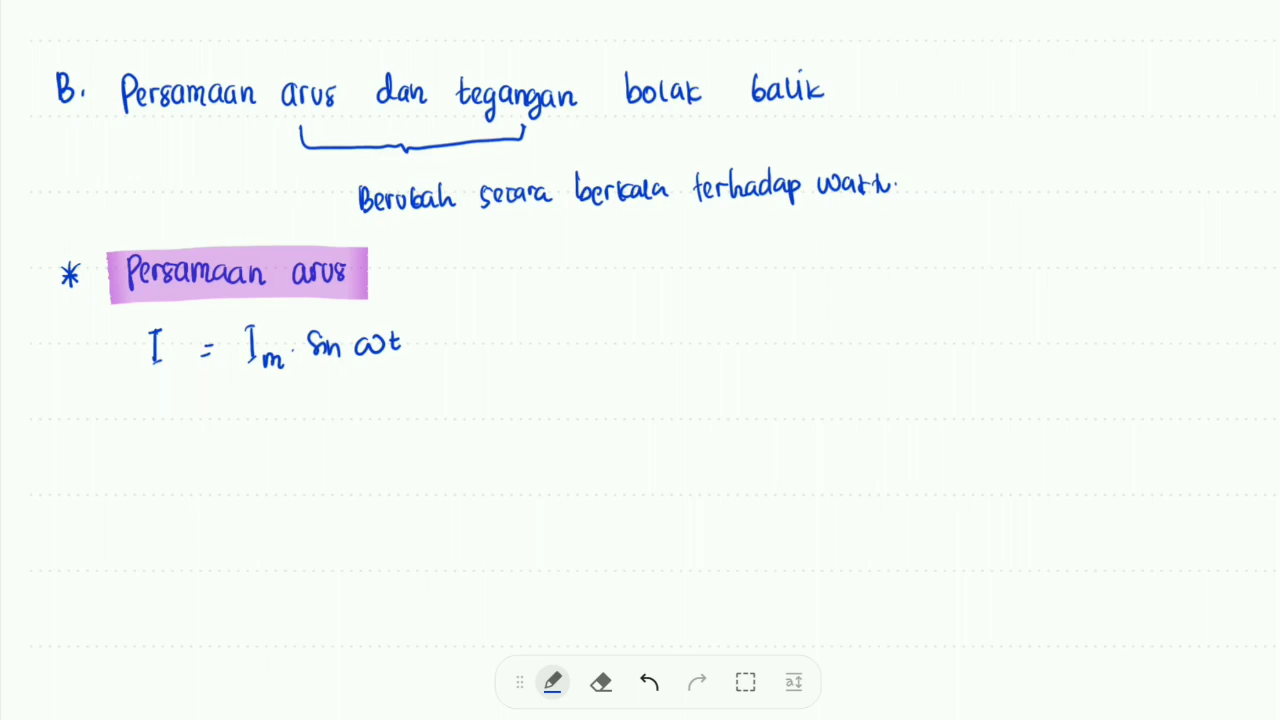 B. Persamaan arus dan tegangan bolak balik
Berubah secara berkala terhadap waktu.
* Persamaan arus
I = Im . sin ωt